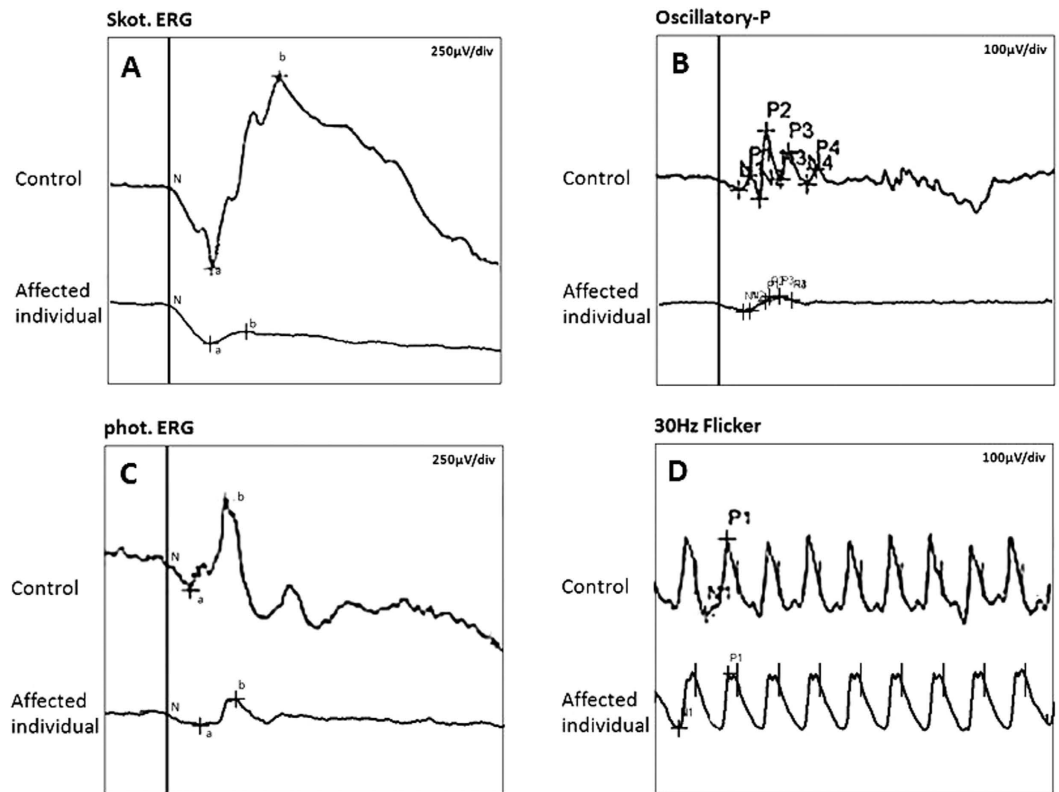 Skot. ERG
A
250µV/div
b
Control
N
a
Affected
individual
N
b
a
Oscillatory-P
B
100µV/div
P2
P3
P4
Control
Affected
individual
phot. ERG
C
250µV/div
b
N
Control
a
Affected
individual
N
b
a
30Hz Flicker
D
100µV/div
P1
Control
Affected
individual
P1
N1